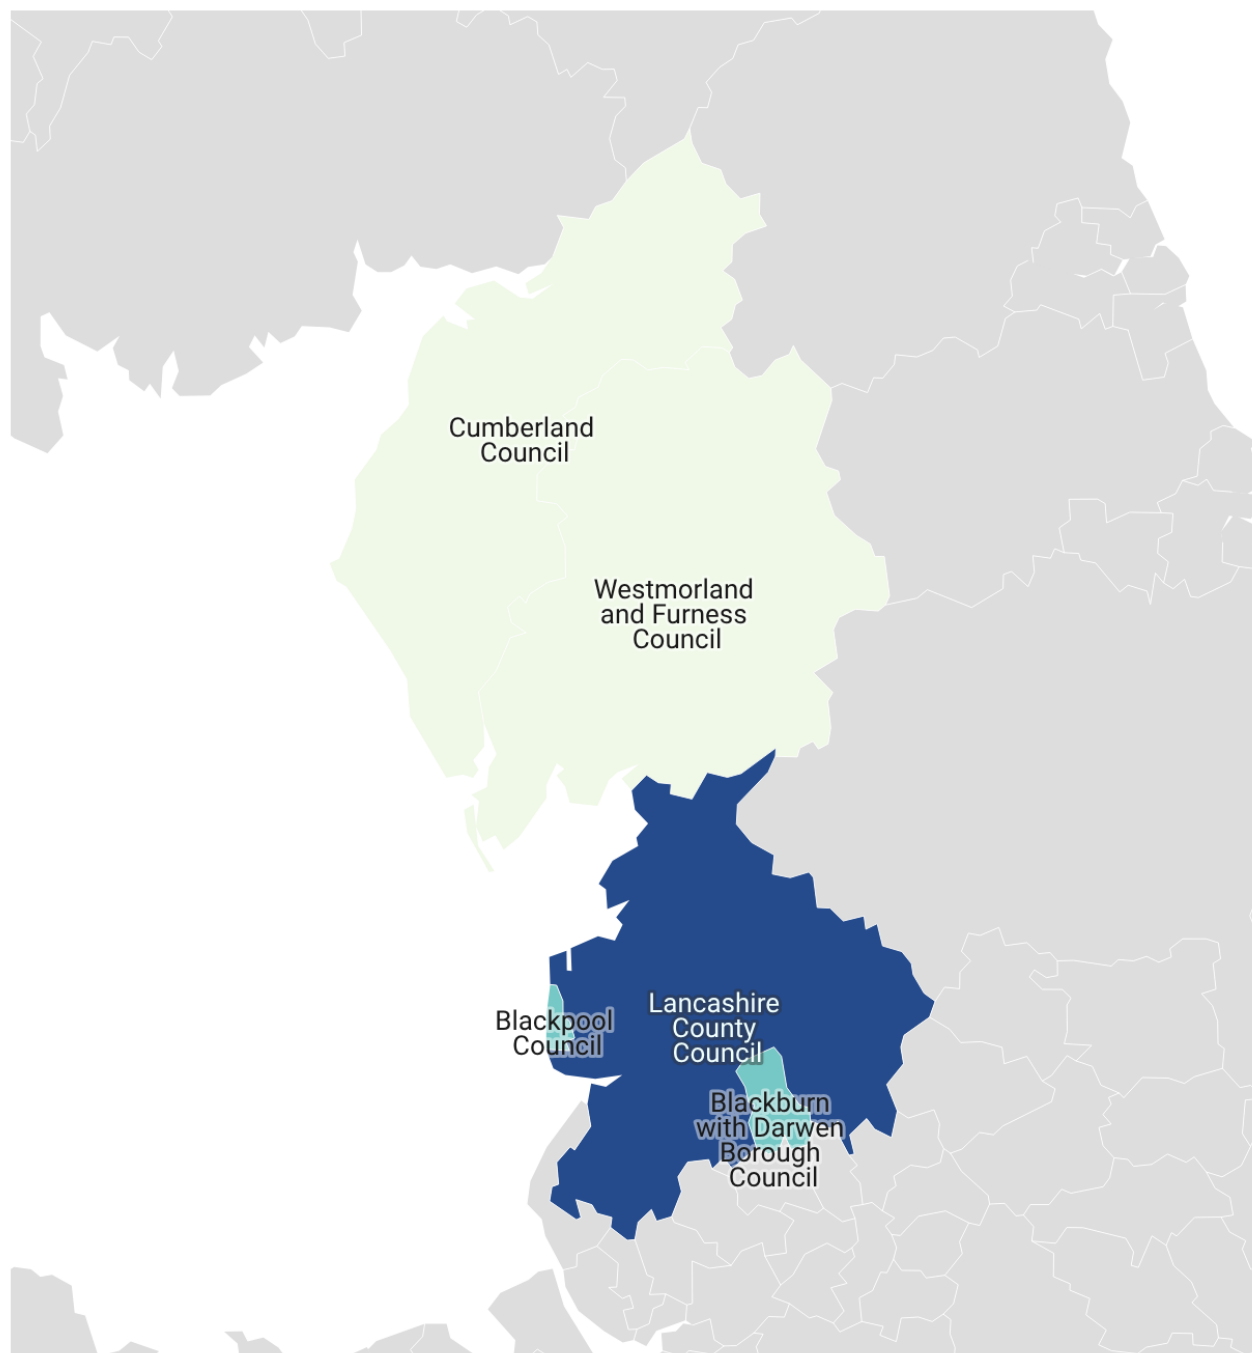 Cumberland
Council
Westmorland
and Furness
Council
Lancashire
County
Council
Blackpool
Council
Blackburn
with Darwen
Borough
Council